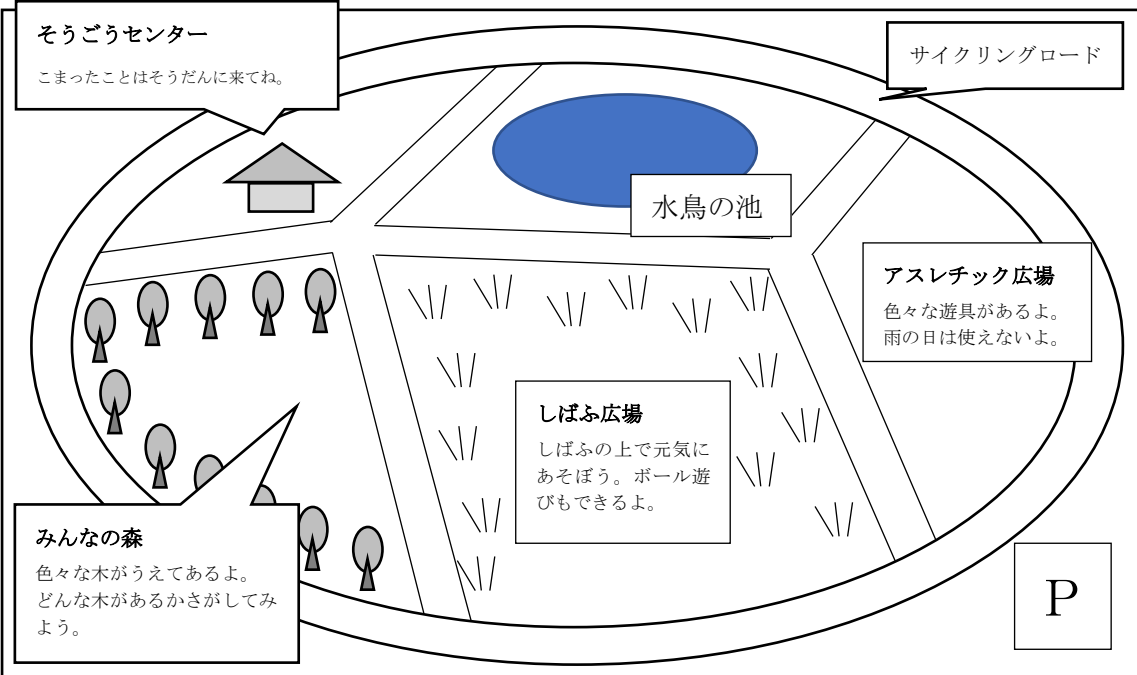 そうごうセンター
こまったことはそうだんに来てね。
サイクリングロード
水鳥の池
アスレチック広場
色々な遊具があるよ。
雨の日は使えないよ。
しばふ広場
しばふの上で元気に
あそぼう。ボール遊
びもできるよ。
みんなの森
色々な木がうえてあるよ。
どんな木があるかさがしてみ
よう。
P